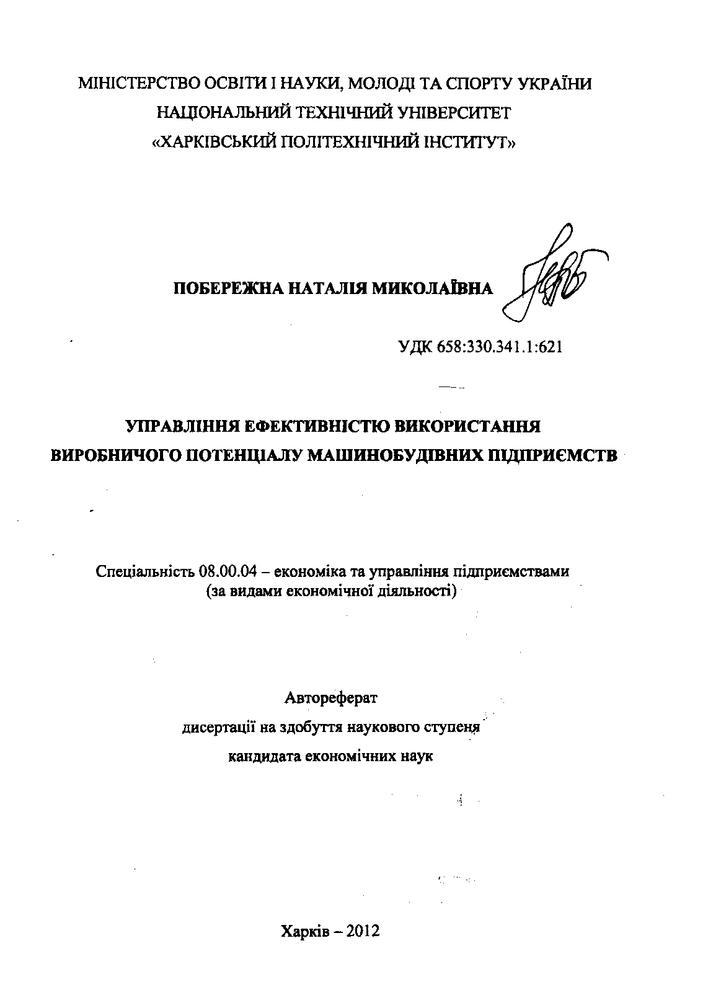 МІНІСТЕРСТВО ОСВІТИ І НАУКИ, МОЛОДІ ТА СПОРТУ УКРАЇНИ
НАЦІОНАЛЬНИЙ ТЕХНІЧНИЙ УНІВЕРСИТЕТ
«ХАРКІВСЬКИЙ ПОЛІТЕХНІЧНИЙ ІНСТИТУТ»
ПОБЕРЕЖНА НАТАЛІЯ МИКОЛАЇВНА
УДК 658:330.341.1:621
УПРАВЛІННЯ ЕФЕКТИВНІСТЮ ВИКОРИСТАННЯ
ВИРОБНИЧОГО ПОТЕНЦІАЛУ МАШИНОБУДІВНИХ ПІДПРИЄМСТВ
Спеціальність 08.00.04 – економіка та управління підприємствами
(за видами економічної діяльності)
Автореферат
дисертації на здобуття наукового ступеня
кандидата економічних наук
Харків – 2012